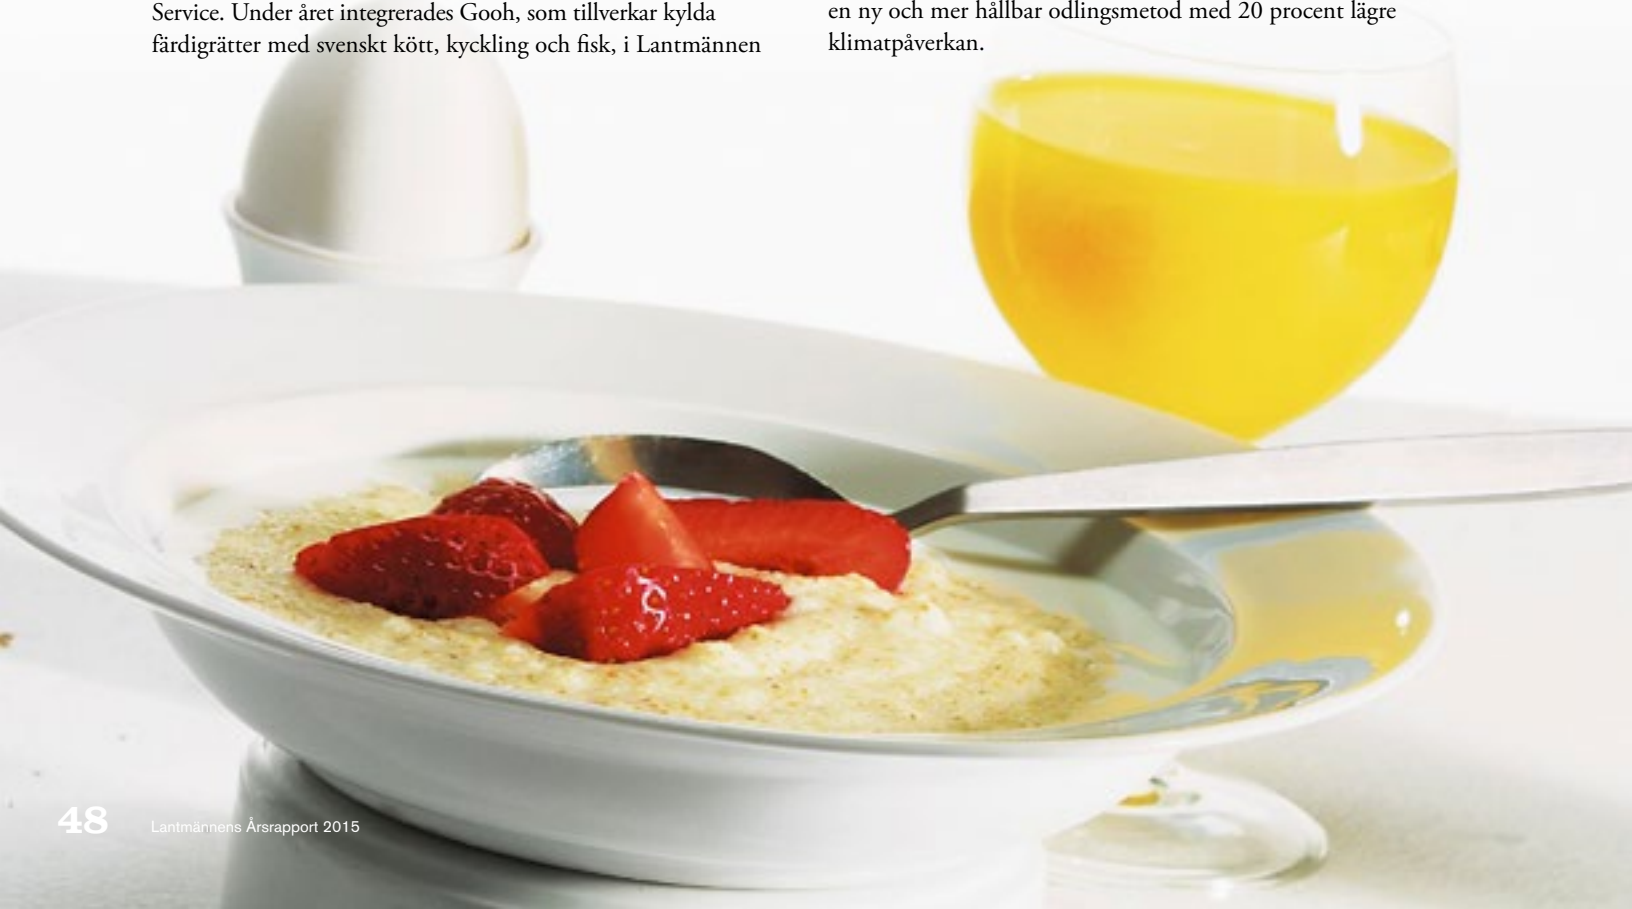 Service. Under året integrerades Gooh, som tillverkar kylda
färdigrätter med svenskt kött, kyckling och fisk, i Lantmännen
en ny och mer hållbar odlingsmetod med 20 procent lägre
klimatpåverkan.
48 Lantmännens Årsrapport 2015